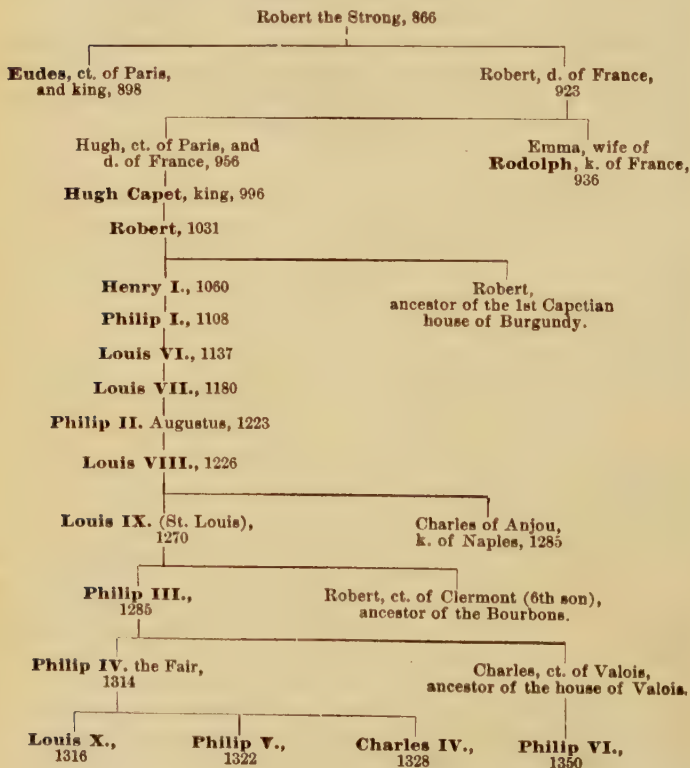 Robert the Strong, 866
Eudes, ct. of Paris,
and king, 898
Robert, d. of France,
923
Hugh, ct. of Paris, and
d. of France, 956
Emma, wife of
Rodolph, k. of France,
936
Hugh Capet, king, 996
Robert, 1031
Henry I., 1060
Robert,
ancestor of the 1st Capetian
house of Burgundy.
Philip I., 1108
Louis VI., 1137
Louis VII., 1180
Philip II. Augustus, 1223
Louis VIII., 1226
Louis IX. (St. Louis),
1270
Charles of Anjou,
k. of Naples, 1285
Philip III.,
1285
Robert, ct. of Clermont (6th son),
ancestor of the Bourbons.
Philip IV. the Fair,
1314
Charles, ct. of Valois,
ancestor of the house of Valois.
Louis X.,
1316
Philip V.,
1322
Charles IV.,
1328
Philip VI.,
1350